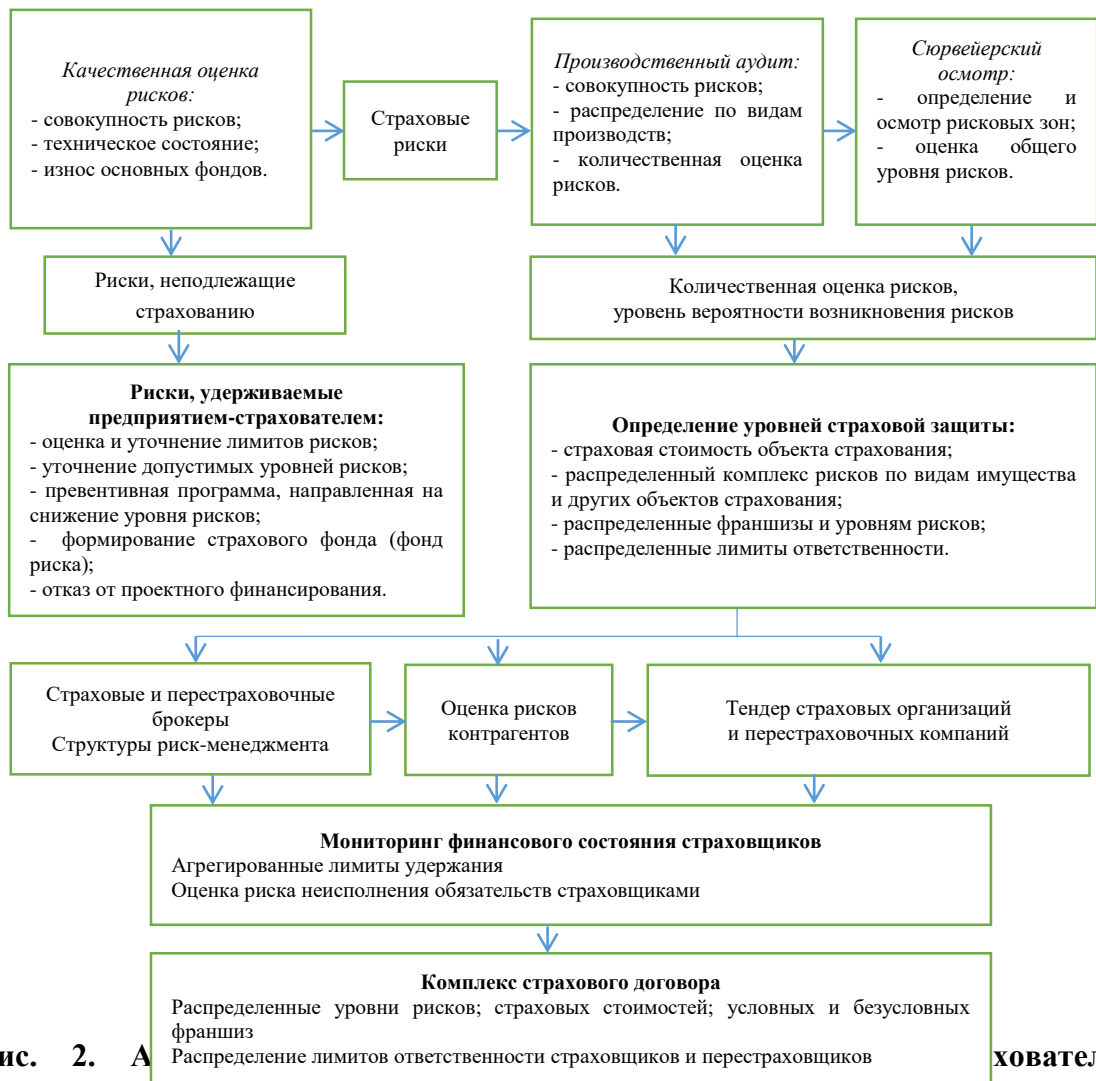 Качественная оценка
рисков:
- совокупность рисков;
- техническое состояние;
- износ основных фондов.
Страховые
риски
Производственный аудит:
- совокупность рисков;
- распределение по видам
производств;
- количественная оценка
рисков.
Сюрвейерский
осмотр:
- определение и
осмотр рисковых зон;
- оценка общего
уровня рисков.
Риски, неподлежащие
страхованию
Количественная оценка рисков,
уровень вероятности возникновения рисков
Риски, удерживаемые
предприятием-страхователем:
- оценка и уточнение лимитов рисков;
- уточнение допустимых уровней рисков;
- превентивная программа, направленная на
снижение уровня рисков;
- формирование страхового фонда (фонд
риска);
- отказ от проектного финансирования.
Определение уровней страховой защиты:
- страховая стоимость объекта страхования;
- распределенный комплекс рисков по видам имущества
и других объектов страхования;
- распределенные франшизы и уровням рисков;
- распределенные лимиты ответственности.
Страховые и перестраховочные
брокеры
Структуры риск-менеджмента
Оценка рисков
контрагентов
Тендер страховых организаций
и перестраховочных компаний
Мониторинг финансового состояния страховщиков
Агрегированные лимиты удержания
Оценка риска неисполнения обязательств страховщиками
Комплекс страхового договора
Распределенные уровни рисков; страховых стоимостей; условных и безусловных
франшиз
Распределение лимитов ответственности страховщиков и перестраховщиков
ис. 2. А ховател